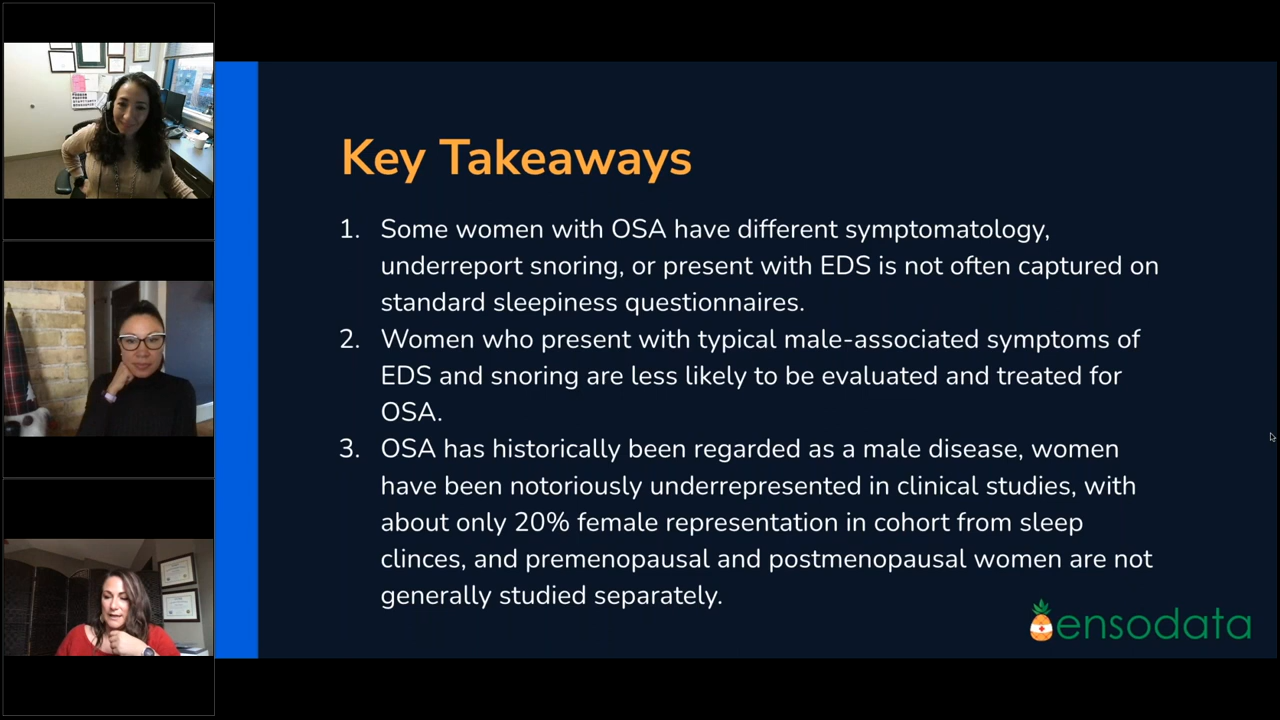 Key Takeaways
1. Some women with OSA have different symptomatology,
underreport snoring, or present with EDS is not often captured on
standard sleepiness questionnaires.
2. Women who present with typical male-associated symptoms of
EDS and snoring are less likely to be evaluated and treated for
OSA.
3. OSA has historically been regarded as a male disease, women
have been notoriously underrepresented in clinical studies, with
about only 20% female representation in cohort from sleep
clinces, and premenopausal and postmenopausal women are not
generally studied separately.
ensodata